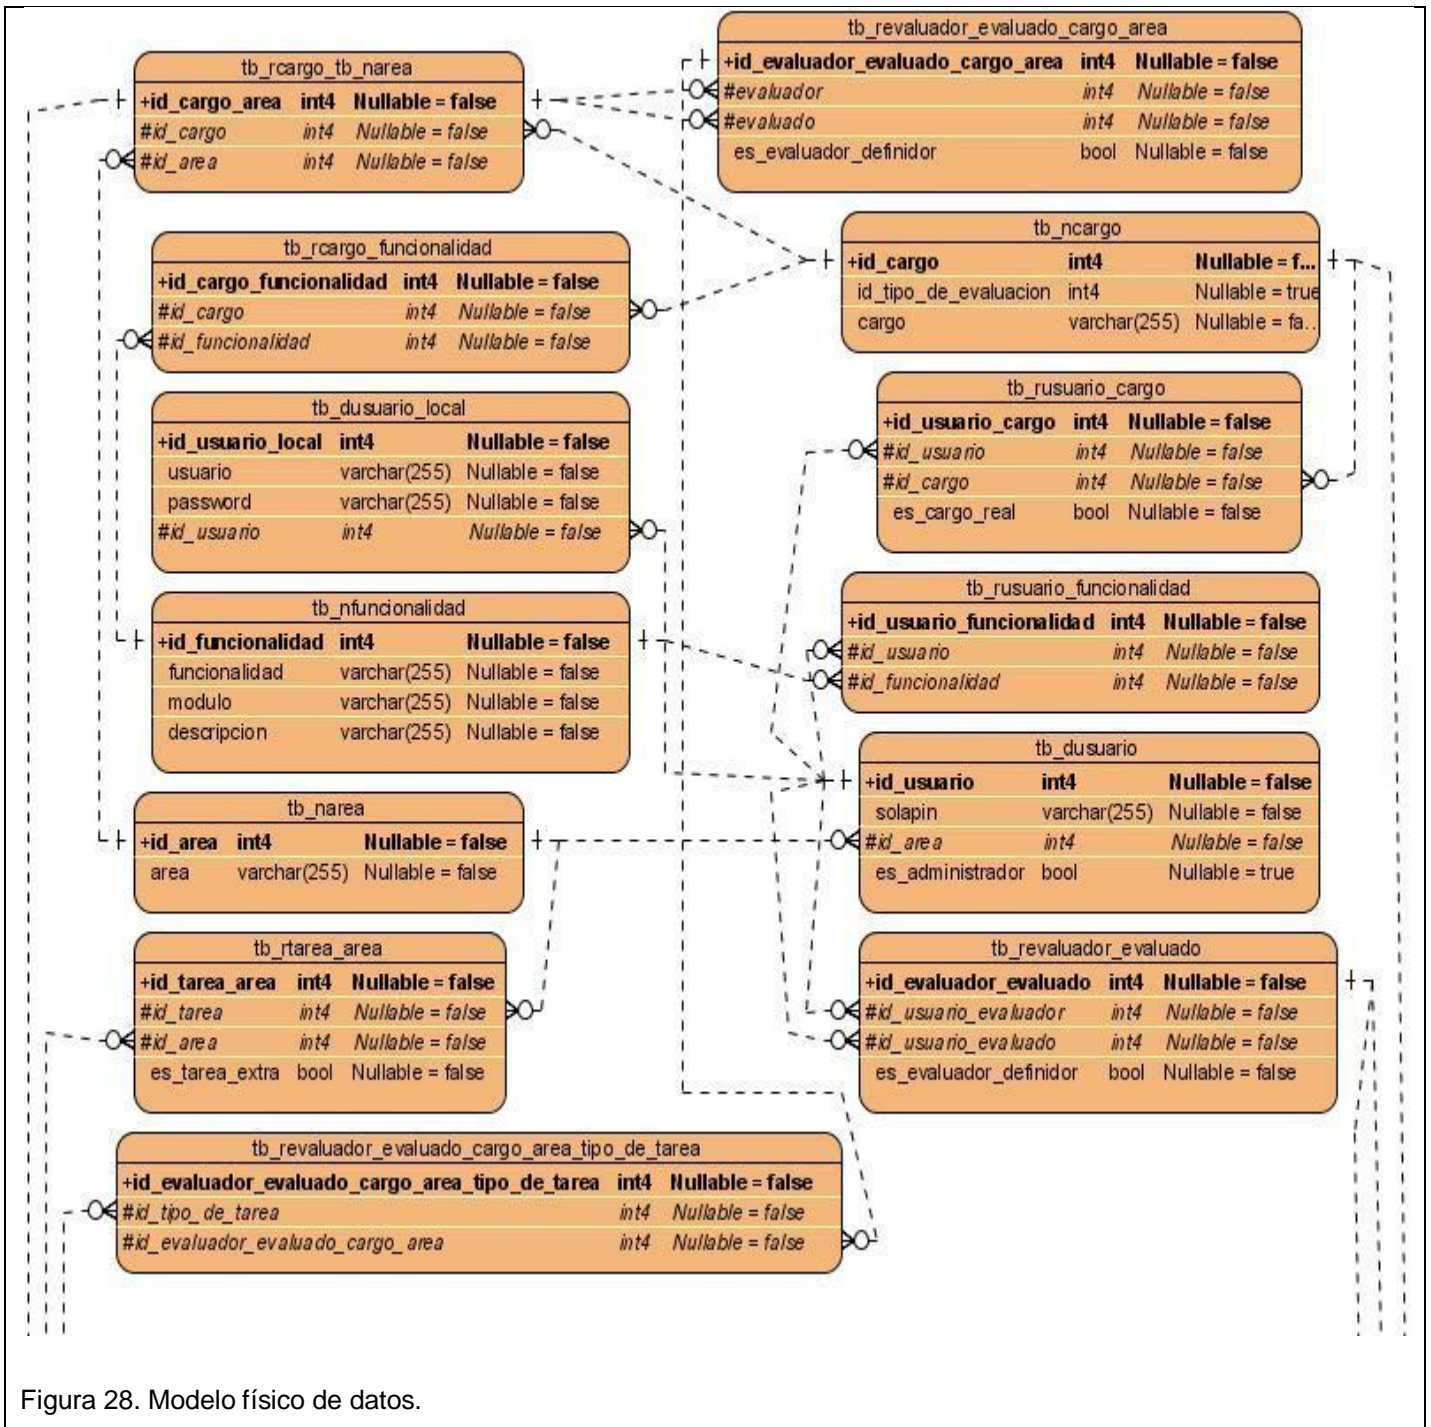 tb_revaluador_evaluado_cargo_area
+id_evaluador_evaluado_cargo_area int4 Nullable = false
#evaluador int4 Nullable = false
#evaluado int4 Nullable = false
es_evaluador_definidor bool Nullable = false
tb_rcargo_tb_narea
+id_cargo_area int4 Nullable = false
#id_cargo int4 Nullable = false
#id_area int4 Nullable = false
tb_ncargo
+id_cargo int4 Nullable = f...
id_tipo_de_evaluacion int4 Nullable = true
cargo varchar(255) Nullable = fa..
tb_rcargo_funcionalidad
+id_cargo_funcionalidad int4 Nullable = false
#id_cargo int4 Nullable = false
#id_funcionalidad int4 Nullable = false
tb_rusuario_cargo
+id_usuario_cargo int4 Nullable = false
#id_usuario int4 Nullable = false
#id_cargo int4 Nullable = false
es_cargo_real bool Nullable = false
tb_dusuario_local
+id_usuario_local int4 Nullable = false
usuario varchar(255) Nullable = false
password varchar(255) Nullable = false
#id_usuario int4 Nullable = false
tb_rusuario_funcionalidad
+id_usuario_funcionalidad int4 Nullable = false
#id_usuario int4 Nullable = false
#id_funcionalidad int4 Nullable = false
tb_nfuncionalidad
+id_funcionalidad int4 Nullable = false
funcionalidad varchar(255) Nullable = false
modulo varchar(255) Nullable = false
descripcion varchar(255) Nullable = false
tb_dusuario
+id_usuario int4 Nullable = false
solapin varchar(255) Nullable = false
#id_area int4 Nullable = false
es_administrador bool Nullable = true
tb_narea
+id_area int4 Nullable = false
area varchar(255) Nullable = false
tb_rtarea_area
+id_tarea_area int4 Nullable = false
#id_tarea int4 Nullable = false
#id_area int4 Nullable = false
es_tarea_extra bool Nullable = false
tb_revaluador_evaluado
+id_evaluador_evaluado int4 Nullable = false
#id_usuario_evaluador int4 Nullable = false
#id_usuario_evaluado int4 Nullable = false
es_evaluador_definidor bool Nullable = false
tb_revaluador_evaluado_cargo_area_tipo_de_tarea
+id_evaluador_evaluado_cargo_area_tipo_de_tarea int4 Nullable = false
#id_tipo_de_tarea int4 Nullable = false
#id_evaluador_evaluado_cargo_area int4 Nullable = false
Figura 28. Modelo físico de datos.